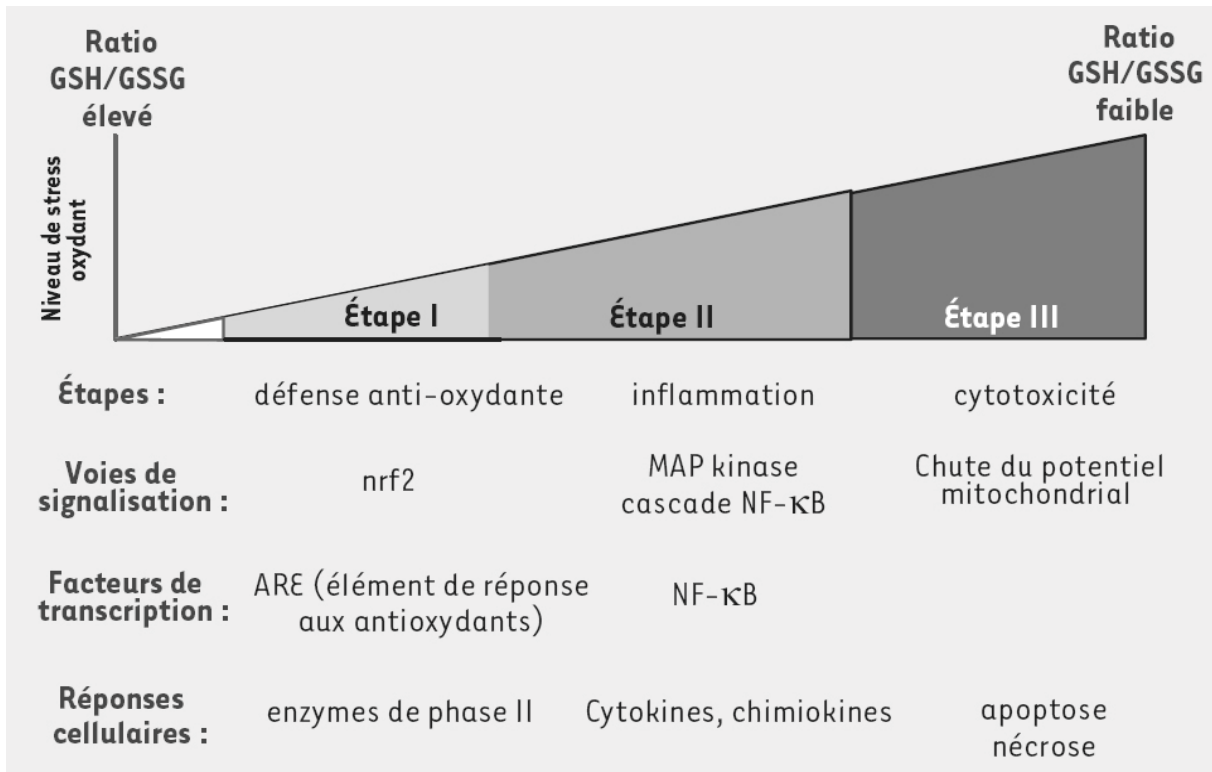 Ratio
GSH/GSSG
élevé
Ratio
GSH/GSSG
faible
Niveau de stress
oxydant
Étape I
Étape II
Étape III
Étapes :
défense anti-oxydante
inflammation
cytotoxicité
Voies de
signalisation :
nrf2
MAP kinase
cascade NF-κB
Chute du potentiel
mitochondrial
Facteurs de
transcription :
ARE (élément de réponse
aux antioxydants)
NF-κB
Réponses
cellulaires :
enzymes de phase II
Cytokines, chimiokines
apoptose
nécrose